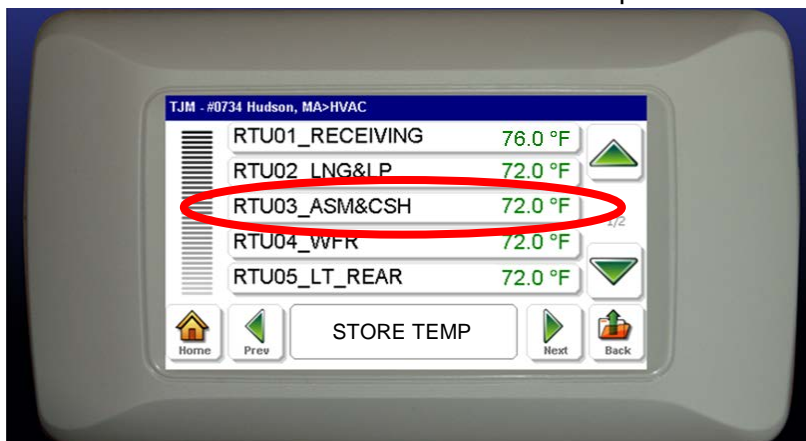 TJM - #0734 Hudson, MA>HVAC
RTU01_RECEIVING 76.0 °F
RTU02_LNG&LP 72.0 °F
RTU03_ASM&CSH 72.0 °F
1/2
RTU04_WFR 72.0 °F
RTU05_LT_REAR 72.0 °F
Home
Prev
STORE TEMP
Next
Back